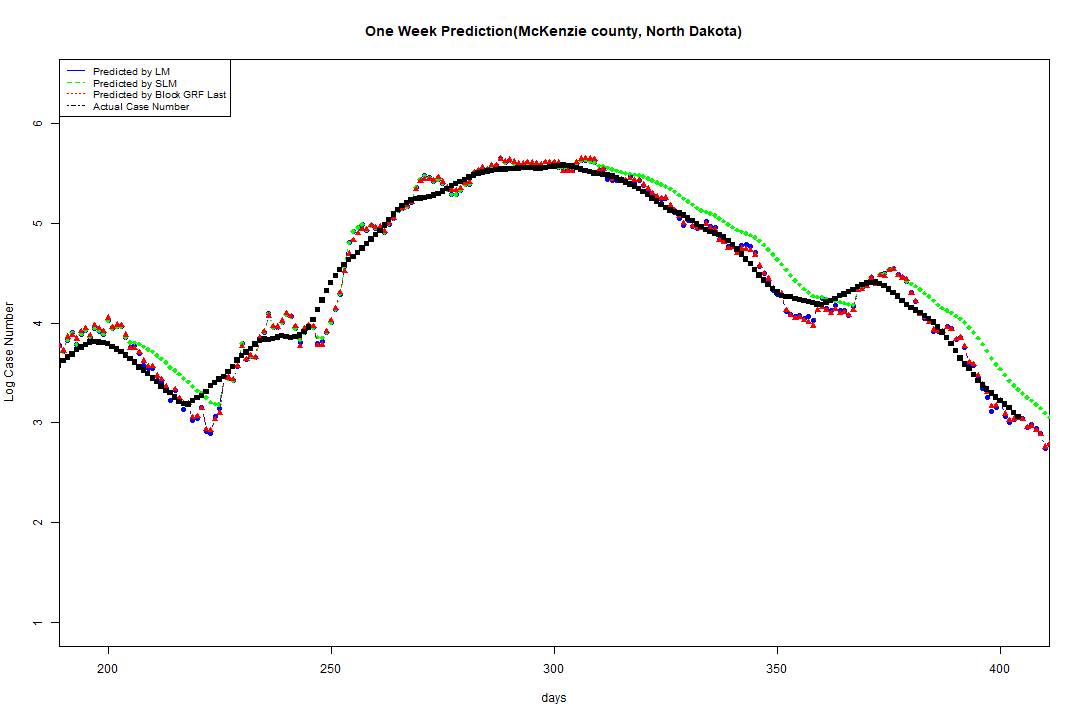 One Week Prediction(McKenzie county, North Dakota)
Predicted by LM
Predicted by SLM
Predicted by Block GRF Last
Actual Case Number
Log Case Number
6
5
4
3
2
1
200 250 300 350 400
days